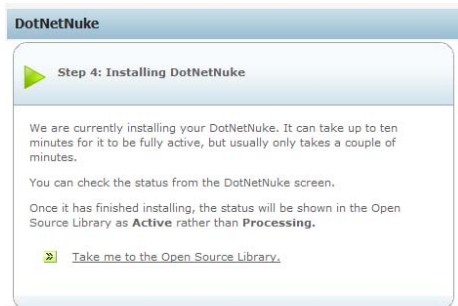 DotNetNuke
Step 4: Installing DotNetNuke
We are currently installing your DotNetNuke. It can take up to ten
minutes for it to be fully active, but usually only takes a couple of
minutes.
You can check the status from the DotNetNuke screen.
Once it has finished installing, the status will be shown in the Open
Source Library as Active rather than Processing.
Take me to the Open Source Library.